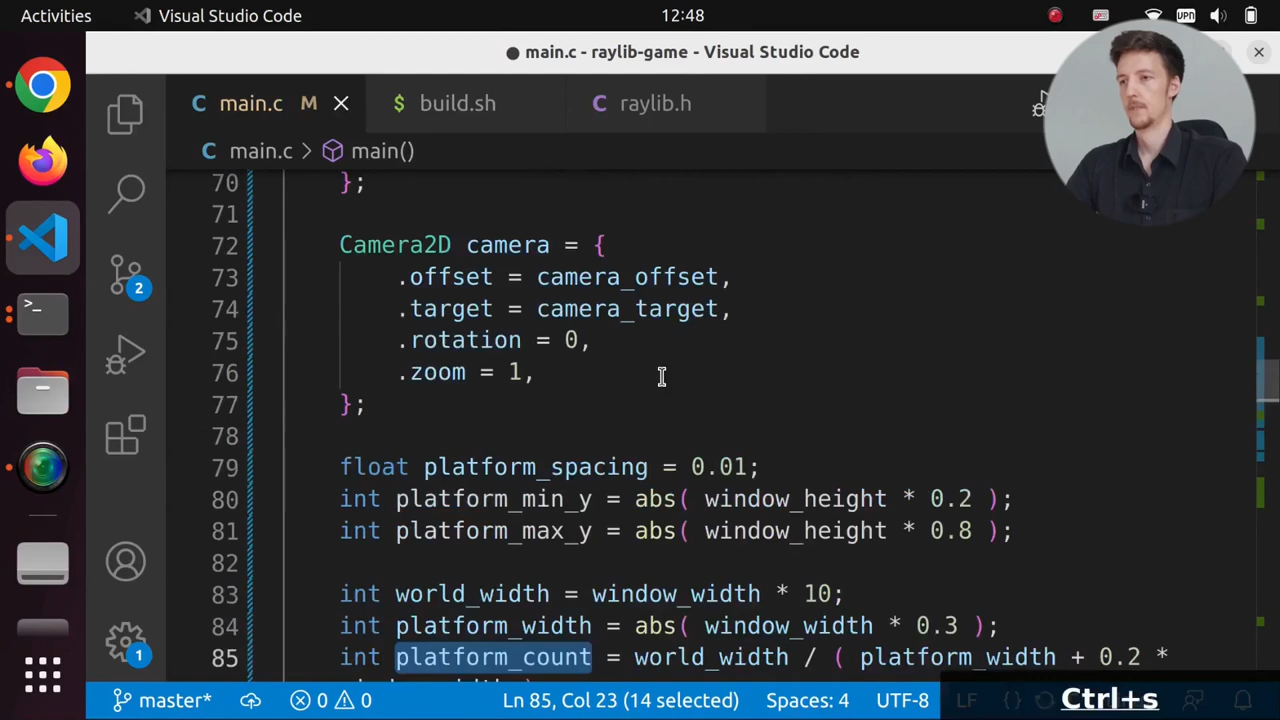 Activities
Visual Studio Code
12:48
VPN
● main.c - raylib-game - Visual Studio Code
C main.c M
$ build.sh
C raylib.h
C main.c > main()
70 };
71
72 Camera2D camera = {
73 .offset = camera_offset,
74 .target = camera_target,
75 .rotation = 0,
76 .zoom = 1,
77 };
78
79 float platform_spacing = 0.01;
80 int platform_min_y = abs( window_height * 0.2 );
81 int platform_max_y = abs( window_height * 0.8 );
82
83 int world_width = window_width * 10;
84 int platform_width = abs( window_width * 0.3 );
85 int platform_count = world_width / ( platform_width + 0.2 *
2
1
master*
0 0
Ln 85, Col 23 (14 selected)
Spaces: 4
UTF-8
LF
Ctrl+s